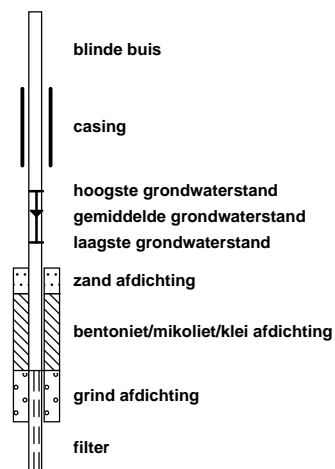 blinde buis
casing
hoogste grondwaterstand
gemiddelde grondwaterstand
laagste grondwaterstand
zand afdichting
bentoniet/mikoliet/klei afdichting
grind afdichting
filter